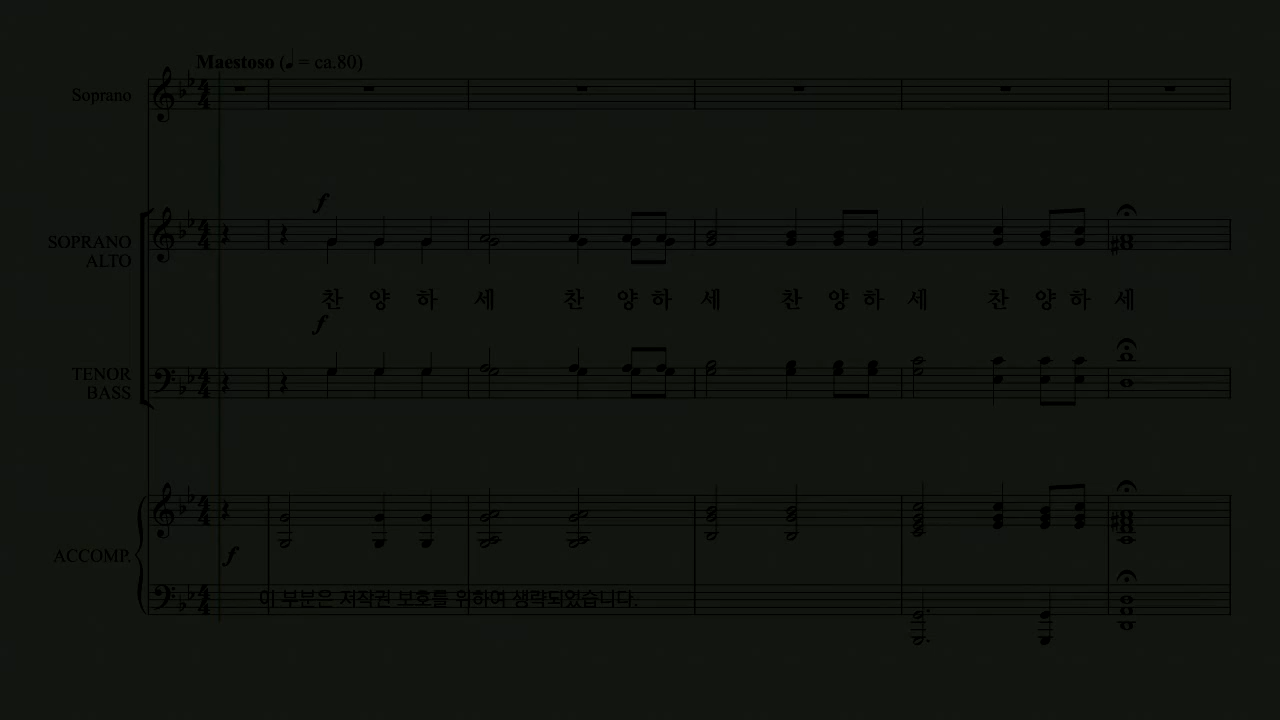 Maestoso (♩ = ca.80)
Soprano
f
SOPRANO
ALTO
찬 양 하 세 찬 양 하 세 찬 양 하 세 찬 양 하 세
f
TENOR
BASS
ACCOMP.
f
이 부분은 저작권 보호를 위하여 생략되었습니다.